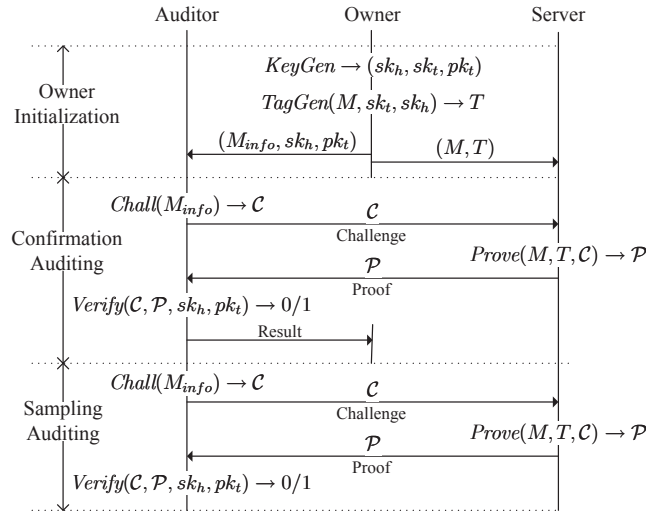 Auditor Owner Server
KeyGen → (sk_h, sk_t, pk_t)
Owner
Initialization
TagGen(M, sk_t, sk_h) → T
(M_info, sk_h, pk_t)
(M, T)
Confirmation
Auditing
Chall(M_info) → 𝒞
𝒞
Challenge
Prove(M, T, 𝒞) → 𝒫
𝒫
Proof
Verify(𝒞, 𝒫, sk_h, pk_t) → 0/1
Result
Sampling
Auditing
Chall(M_info) → 𝒞
𝒞
Challenge
Prove(M, T, 𝒞) → 𝒫
𝒫
Proof
Verify(𝒞, 𝒫, sk_h, pk_t) → 0/1